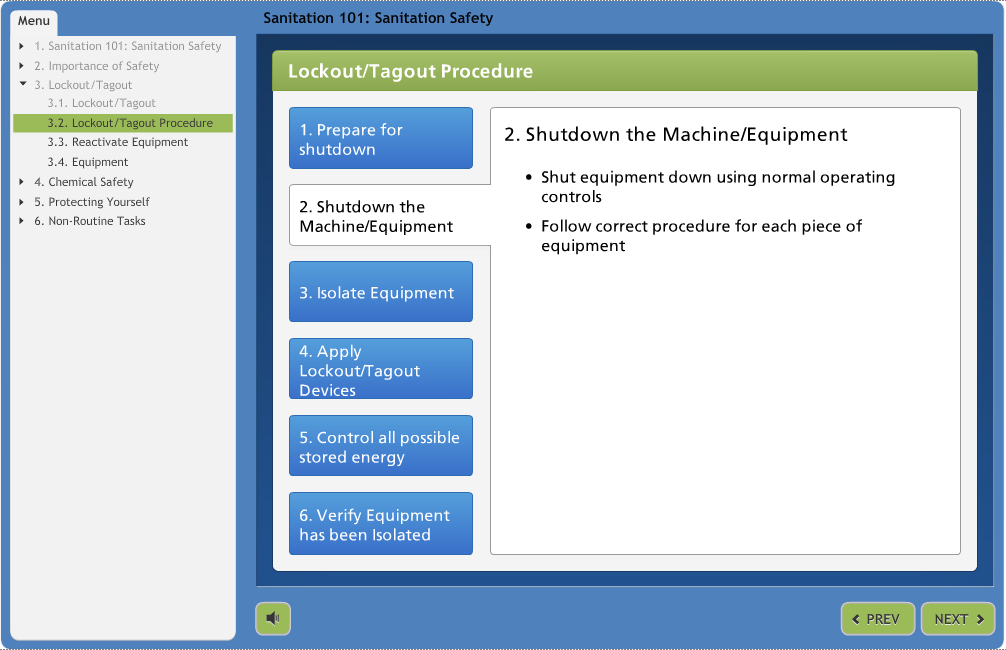 Menu
Sanitation 101: Sanitation Safety
1. Sanitation 101: Sanitation Safety
2. Importance of Safety
3. Lockout/Tagout
3.1. Lockout/Tagout
3.2. Lockout/Tagout Procedure
3.3. Reactivate Equipment
3.4. Equipment
4. Chemical Safety
5. Protecting Yourself
6. Non-Routine Tasks
Lockout/Tagout Procedure
1. Prepare for
shutdown
2. Shutdown the
Machine/Equipment
3. Isolate Equipment
4. Apply
Lockout/Tagout
Devices
5. Control all possible
stored energy
6. Verify Equipment
has been Isolated
2. Shutdown the Machine/Equipment
• Shut equipment down using normal operating
controls
• Follow correct procedure for each piece of
equipment
PREV
NEXT